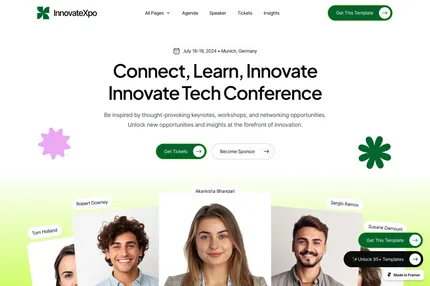 InnovateXpo
All Pages
Agenda
Speaker
Tickets
Insights
Get This Template
July 18-19, 2024 • Munich, Germany
Connect, Learn, Innovate
Innovate Tech Conference
Be inspired by thought-provoking keynotes, workshops, and networking opportunities.
Unlock new opportunities and insights at the forefront of innovation.
Get Tickets
Become Sponsor
Akanksha Bhandari
Robert Downey
Sergio Ramos
Tom Holland
Susane Damouni
Get This Template
✨ Unlock 95+ Templates
Made in Framer